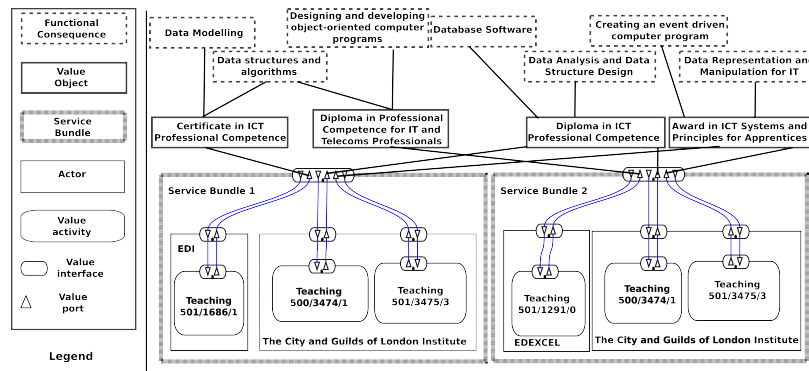 Functional
Consequence
Value
Object
Service
Bundle
Actor
Value
activity
Value
interface
Value
port
Legend
Data Modelling
Designing and developing
object-oriented computer
programs
Database Software
Creating an event driven
computer program
Data structures and
algorithms
Data Analysis and Data
Structure Design
Data Representation an
Manipulation for IT
Certificate in ICT
Professional Competence
Diploma in Professional
Competence for IT and
Telecoms Professionals
Diploma in ICT
Professional Competence
Award in ICT Systems and
Principles for Apprentices
Service Bundle 1
EDI
Teaching
501/1686/1
Teaching
500/3474/1
Teaching
501/3475/3
The City and Guilds of London Institute
Service Bundle 2
Teaching
501/1291/0
EDEXCEL
Teaching
500/3474/1
Teaching
501/3475/3
The City and Guilds of London Institute